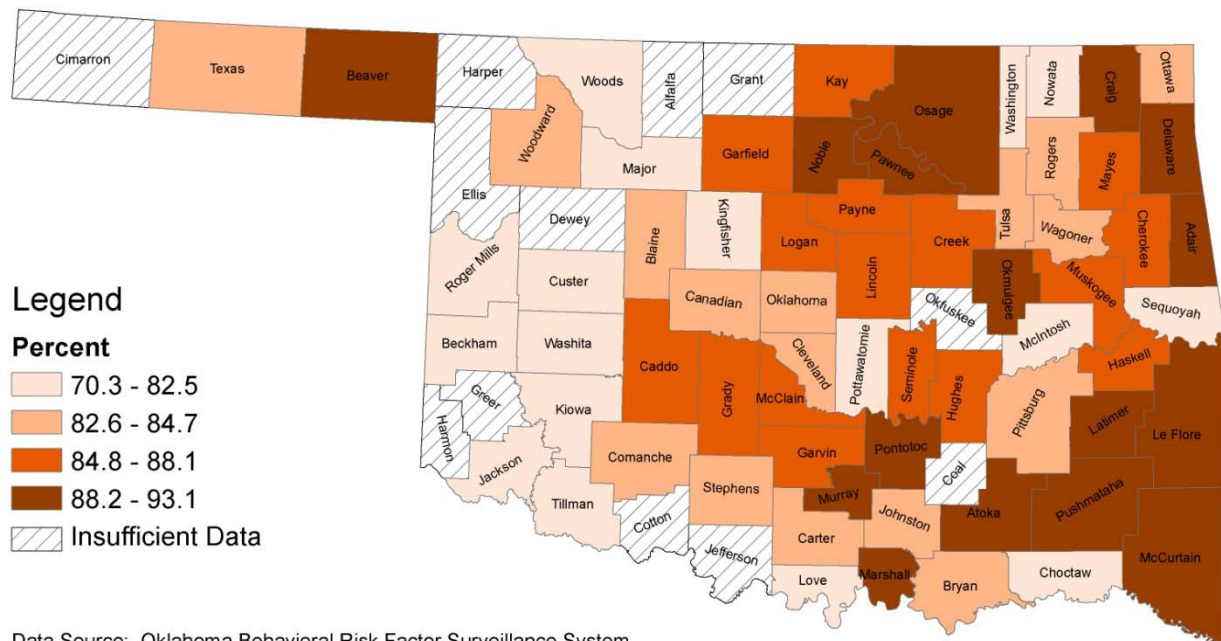 Cimarron
Texas
Beaver
Harper
Woods
Alfalfa
Grant
Kay
Osage
Washington
Nowata
Craig
Ottawa
Woodward
Major
Garfield
Noble
Pawnee
Rogers
Mayes
Delaware
Ellis
Dewey
Blaine
Kingfisher
Logan
Payne
Creek
Tulsa
Wagoner
Cherokee
Adair
Roger Mills
Custer
Canadian
Oklahoma
Lincoln
Okfuskee
Okmulgee
Muskogee
Sequoyah
Legend
Percent
70.3 - 82.5
82.6 - 84.7
84.8 - 88.1
88.2 - 93.1
Insufficient Data
Beckham
Washita
Caddo
Grady
McClain
Cleveland
Pottawatomie
Seminole
Hughes
McIntosh
Haskell
Pittsburg
Latimer
Le Flore
Harmon
Greer
Kiowa
Jackson
Tillman
Comanche
Stephens
Garvin
Murray
Pontotoc
Coal
Atoka
Pushmataha
McCurtain
Cotton
Jefferson
Carter
Johnston
Love
Marshall
Bryan
Choctaw
Data Source: Oklahoma Behavioral Risk Factor Surveillance System